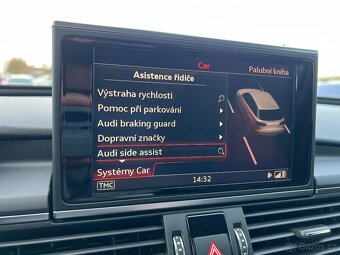 Car
Asistence řidiče
Palubní kniha
Výstraha rychlosti
Pomoc při parkování
Audi braking guard
Dopravní značky
Audi side assist
Systémy Car
TMC
14:32